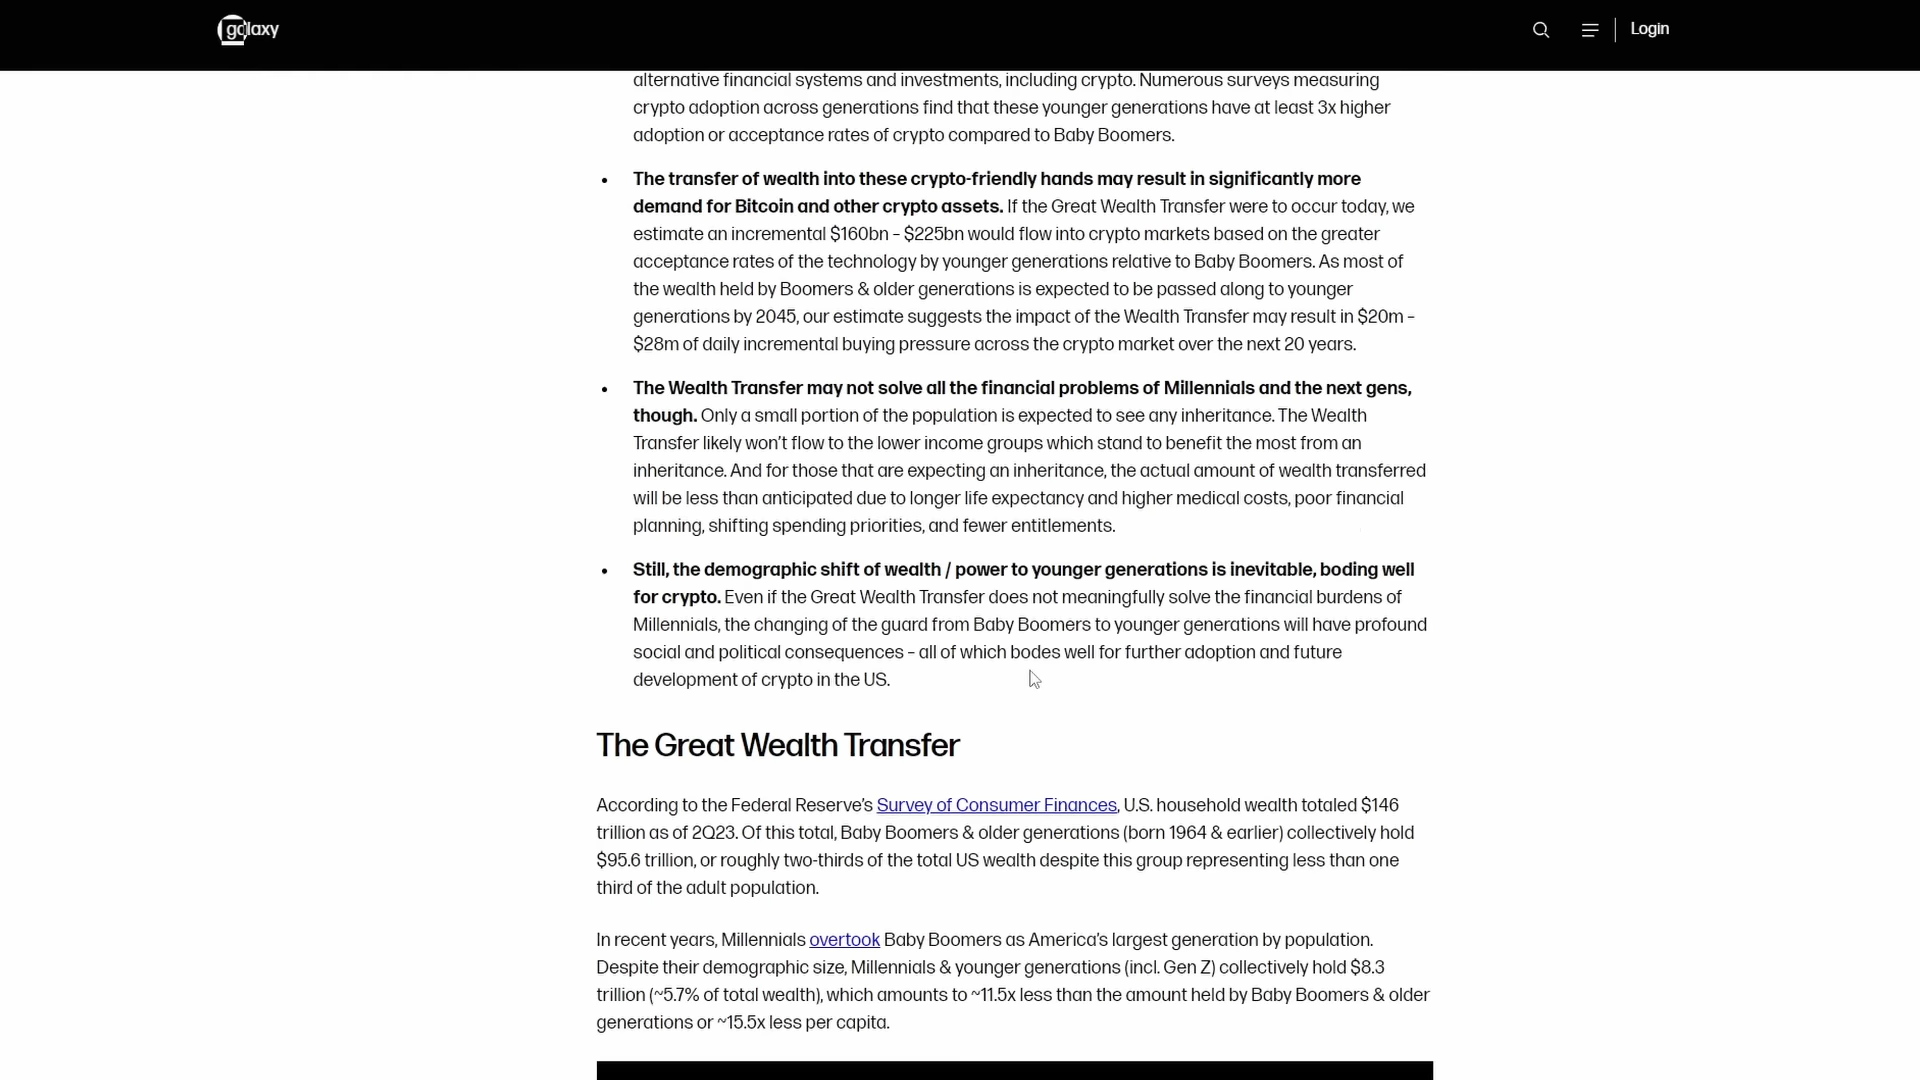 galaxy
Login
alternative financial systems and investments, including crypto. Numerous surveys measuring
crypto adoption across generations find that these younger generations have at least 3x higher
adoption or acceptance rates of crypto compared to Baby Boomers.
• The transfer of wealth into these crypto-friendly hands may result in significantly more
demand for Bitcoin and other crypto assets. If the Great Wealth Transfer were to occur today, we
estimate an incremental $160bn – $225bn would flow into crypto markets based on the greater
acceptance rates of the technology by younger generations relative to Baby Boomers. As most of
the wealth held by Boomers & older generations is expected to be passed along to younger
generations by 2045, our estimate suggests the impact of the Wealth Transfer may result in $20m –
$28m of daily incremental buying pressure across the crypto market over the next 20 years.
• The Wealth Transfer may not solve all the financial problems of Millennials and the next gens,
though. Only a small portion of the population is expected to see any inheritance. The Wealth
Transfer likely won't flow to the lower income groups which stand to benefit the most from an
inheritance. And for those that are expecting an inheritance, the actual amount of wealth transferred
will be less than anticipated due to longer life expectancy and higher medical costs, poor financial
planning, shifting spending priorities, and fewer entitlements.
• Still, the demographic shift of wealth / power to younger generations is inevitable, boding well
for crypto. Even if the Great Wealth Transfer does not meaningfully solve the financial burdens of
Millennials, the changing of the guard from Baby Boomers to younger generations will have profound
social and political consequences – all of which bodes well for further adoption and future
development of crypto in the US.
The Great Wealth Transfer
According to the Federal Reserve's Survey of Consumer Finances, U.S. household wealth totaled $146
trillion as of 2Q23. Of this total, Baby Boomers & older generations (born 1964 & earlier) collectively hold
$95.6 trillion, or roughly two-thirds of the total US wealth despite this group representing less than one
third of the adult population.
In recent years, Millennials overtook Baby Boomers as America's largest generation by population.
Despite their demographic size, Millennials & younger generations (incl. Gen Z) collectively hold $8.3
trillion (~5.7% of total wealth), which amounts to ~11.5x less than the amount held by Baby Boomers & older
generations or ~15.5x less per capita.